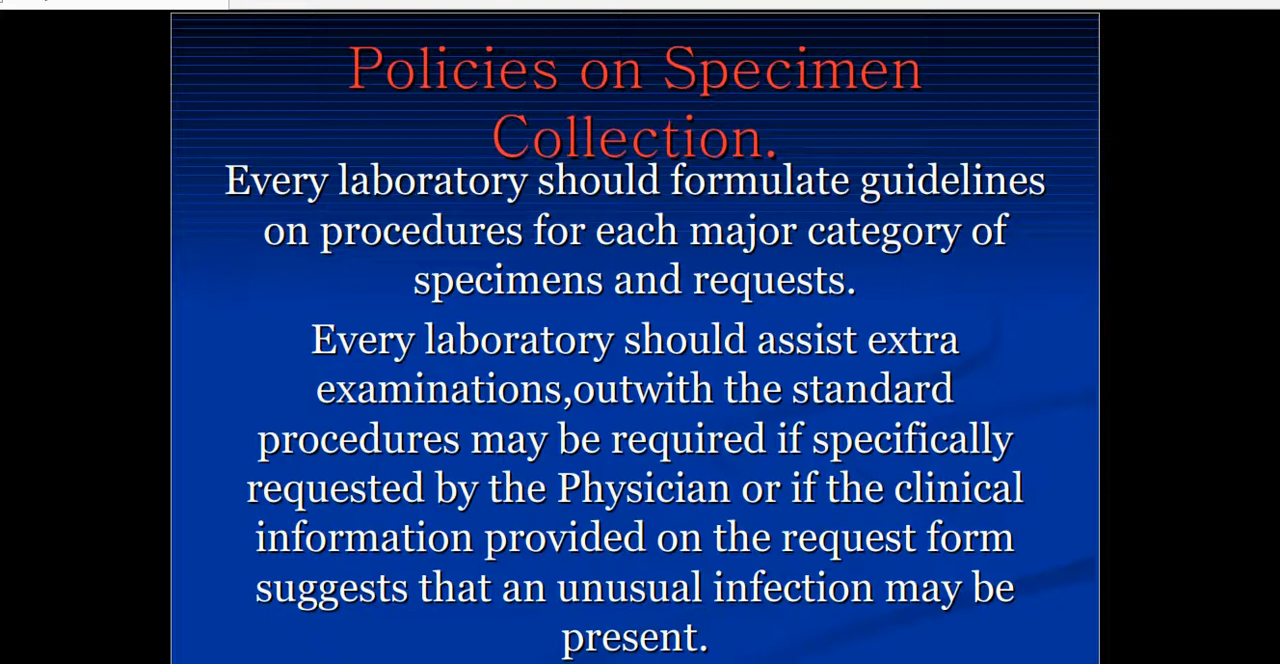 Policies on Specimen
Collection.
Every laboratory should formulate guidelines
on procedures for each major category of
specimens and requests.
Every laboratory should assist extra
examinations,outwith the standard
procedures may be required if specifically
requested by the Physician or if the clinical
information provided on the request form
suggests that an unusual infection may be
present.